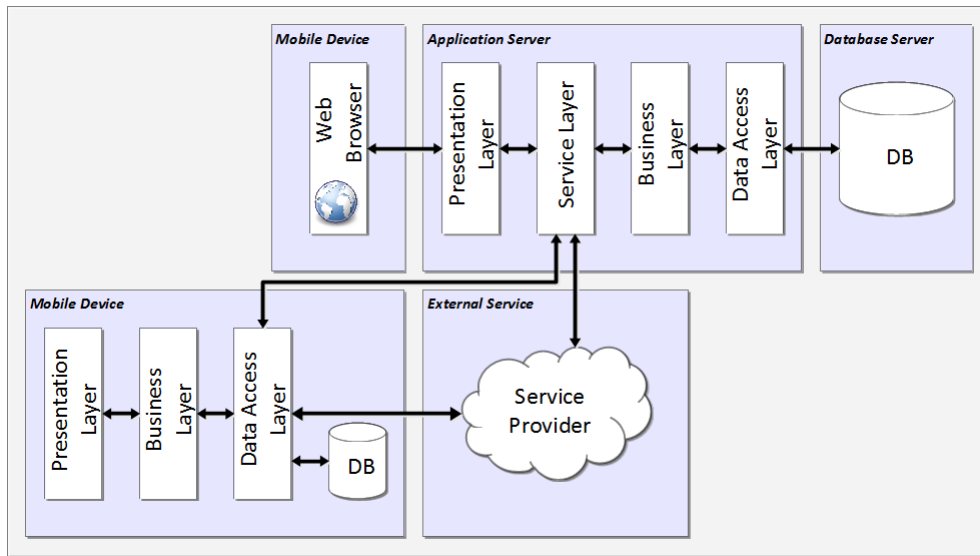 Mobile Device
Application Server
Database Server
Web
Browser
Presentation
Layer
Service Layer
Business
Layer
Data Access
Layer
DB
Mobile Device
External Service
Presentation
Layer
Business
Layer
Data Access
Layer
DB
Service
Provider